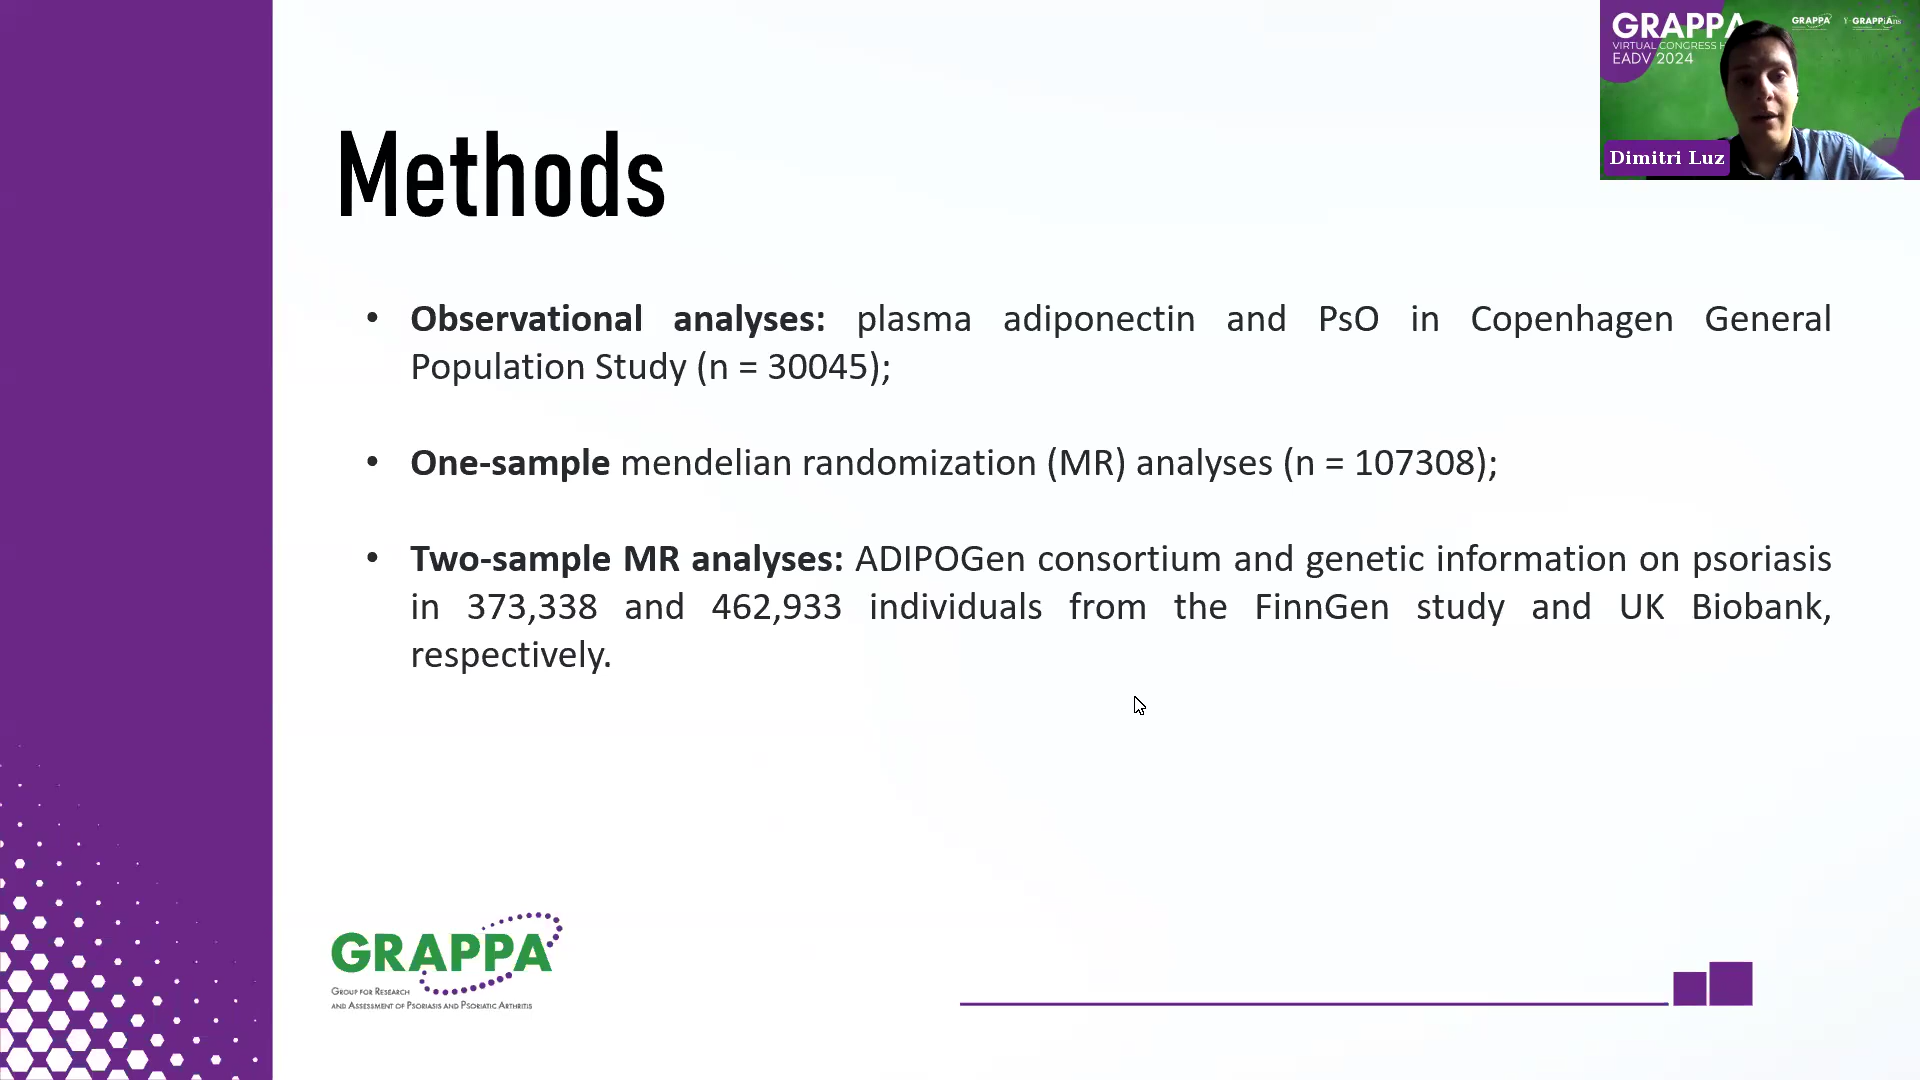 Methods
• Observational analyses: plasma adiponectin and PsO in Copenhagen General
Population Study (n = 30045);
• One-sample mendelian randomization (MR) analyses (n = 107308);
• Two-sample MR analyses: ADIPOGen consortium and genetic information on psoriasis
in 373,338 and 462,933 individuals from the FinnGen study and UK Biobank,
respectively.
GRAPPA
GROUP FOR RESEARCH
AND ASSESSMENT OF PSORIASIS AND PSORIATIC ARTHRITIS
GRAPPA
VIRTUAL CONGRESS H
EADV 2024
GRAPPA
Y-GRAPPAns
Dimitri Luz